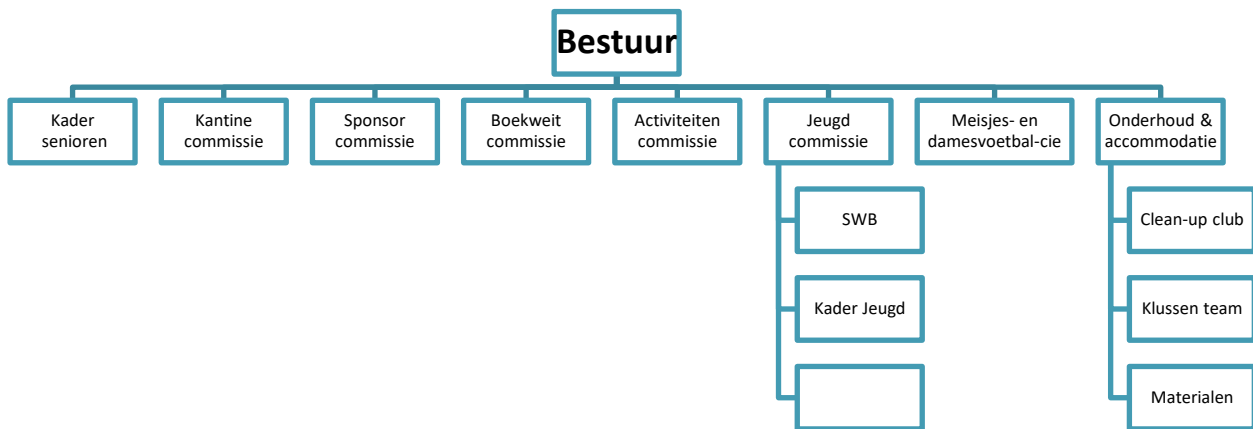 Bestuur
Kader
senioren
Kantine
commissie
Sponsor
commissie
Boekweit
commissie
Activiteiten
commissie
Jeugd
commissie
Meisjes- en
damesvoetbal-cie
Onderhoud &
accommodatie
SWB
Kader Jeugd
Clean-up club
Klussen team
Materialen